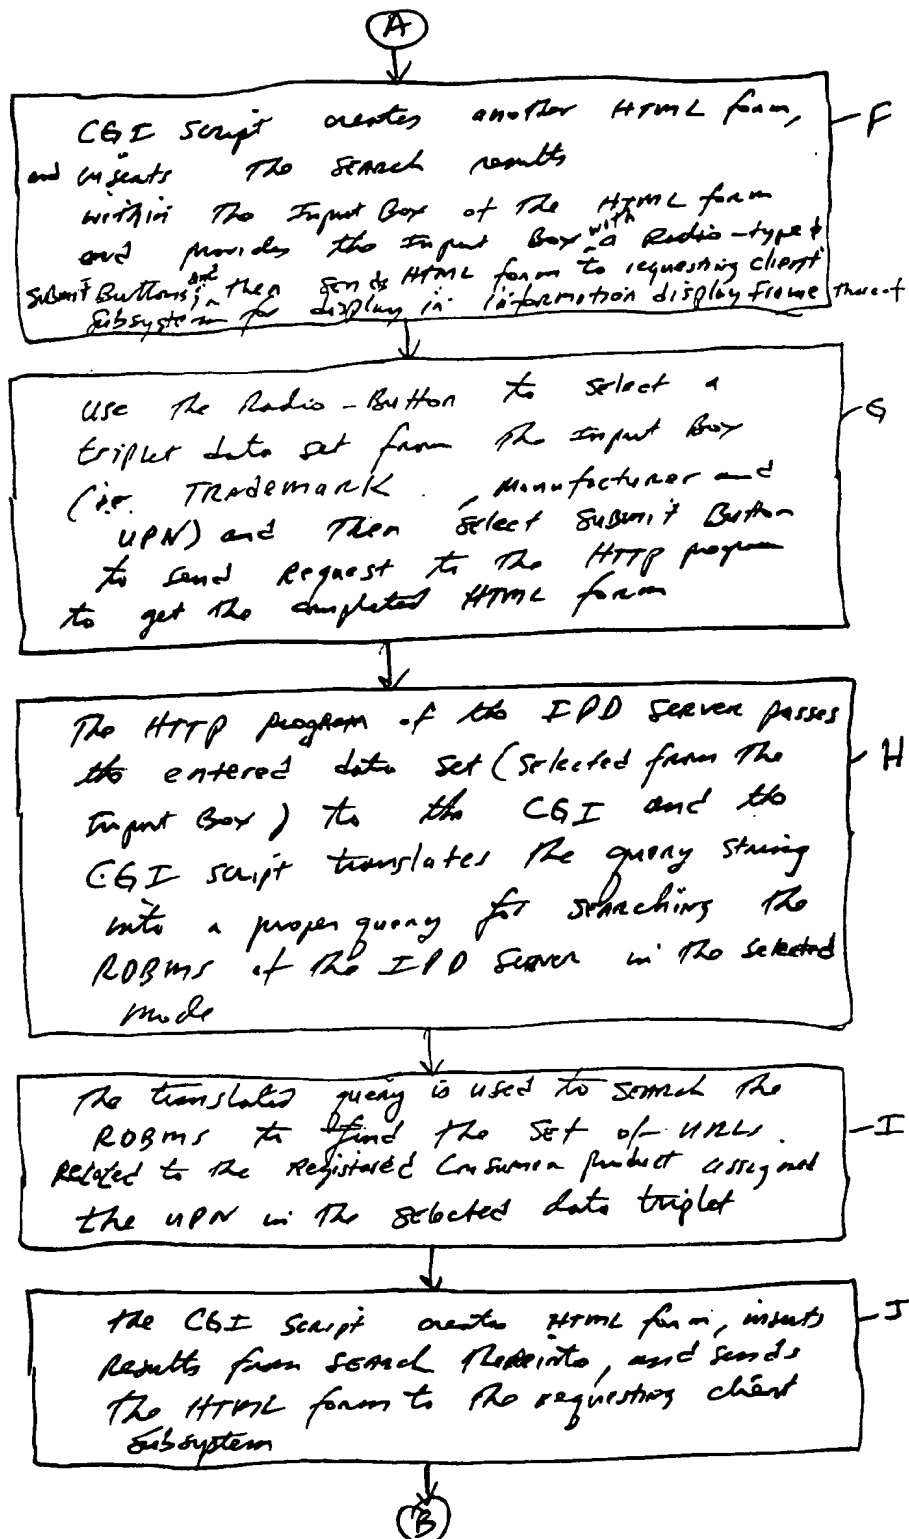 A
CGI Script creates another HTML form,
and inserts the search results
within the Input Box of the HTML form
and provides the Input Box with a Radio-type &
Submit Buttons, and then sends HTML form to requesting client
subsystem for display in information display frame thereof
F
Use the Radio-Button to select a
triplet data set from the Input Box
(ie. Trademark, Manufacturer and
UPN) and then select Submit Button
to send Request to the HTTP program
to get the completed HTML form
G
The HTTP program of the IPD Server passes
the entered data set (selected from the
Input Box) to the CGI and the
CGI script translates the query string
into a proper query for searching the
RDBMS of the IPD Server in the selected
mode
H
The translated query is used to search the
RDBMS to find the set of URLs
Related to the Registered Consumer product assigned
the UPN in the selected data triplet
I
the CGI Script creates HTML form, inserts
Results from Search thereinto, and sends
the HTML form to the requesting client
subsystem
J
B